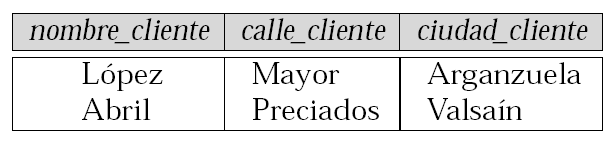 nombre_cliente calle_cliente ciudad_cliente
López Mayor Arganzuela
Abril Preciados Valsaín